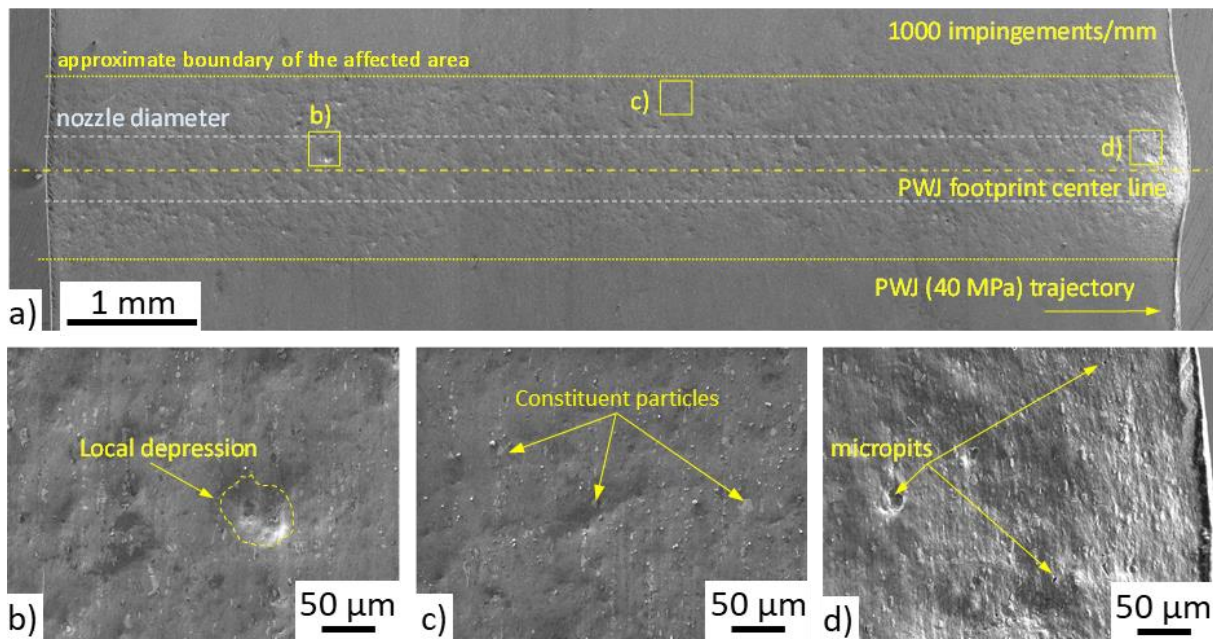 1000 impingements/mm
approximate boundary of the affected area
nozzle diameter
b)
c)
d)
PWJ footprint center line
PWJ (40 MPa) trajectory
a)
1 mm
Local depression
b)
50 µm
Constituent particles
c)
50 µm
micropits
d)
50 µm